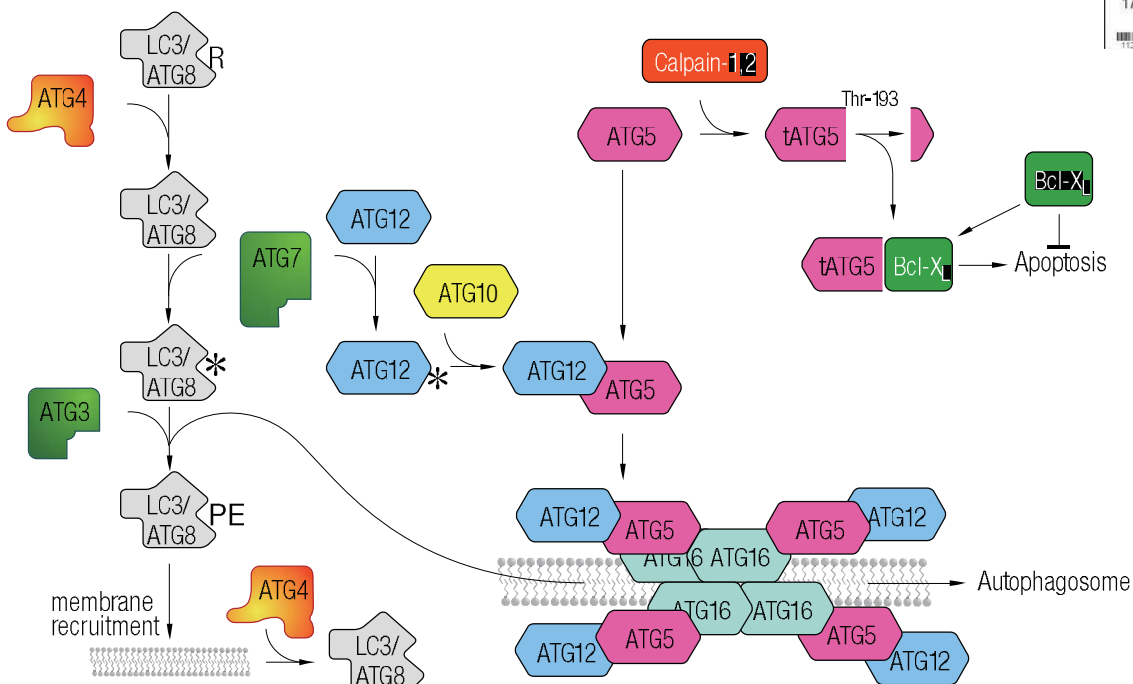 LC3/
ATG8
R
ATG4
Calpain-1,2
Thr-193
ATG5
tATG5
Bcl-XL
LC3/
ATG8
ATG12
ATG7
tATG5
Bcl-XL
Apoptosis
ATG10
LC3/
ATG8
*
ATG12
*
ATG12
ATG5
ATG3
LC3/
ATG8
PE
ATG12
ATG5
ATG5
ATG12
ATG16
ATG16
Autophagosome
membrane
recruitment
ATG4
ATG16
ATG16
ATG12
ATG5
ATG5
ATG12
LC3/
ATG8